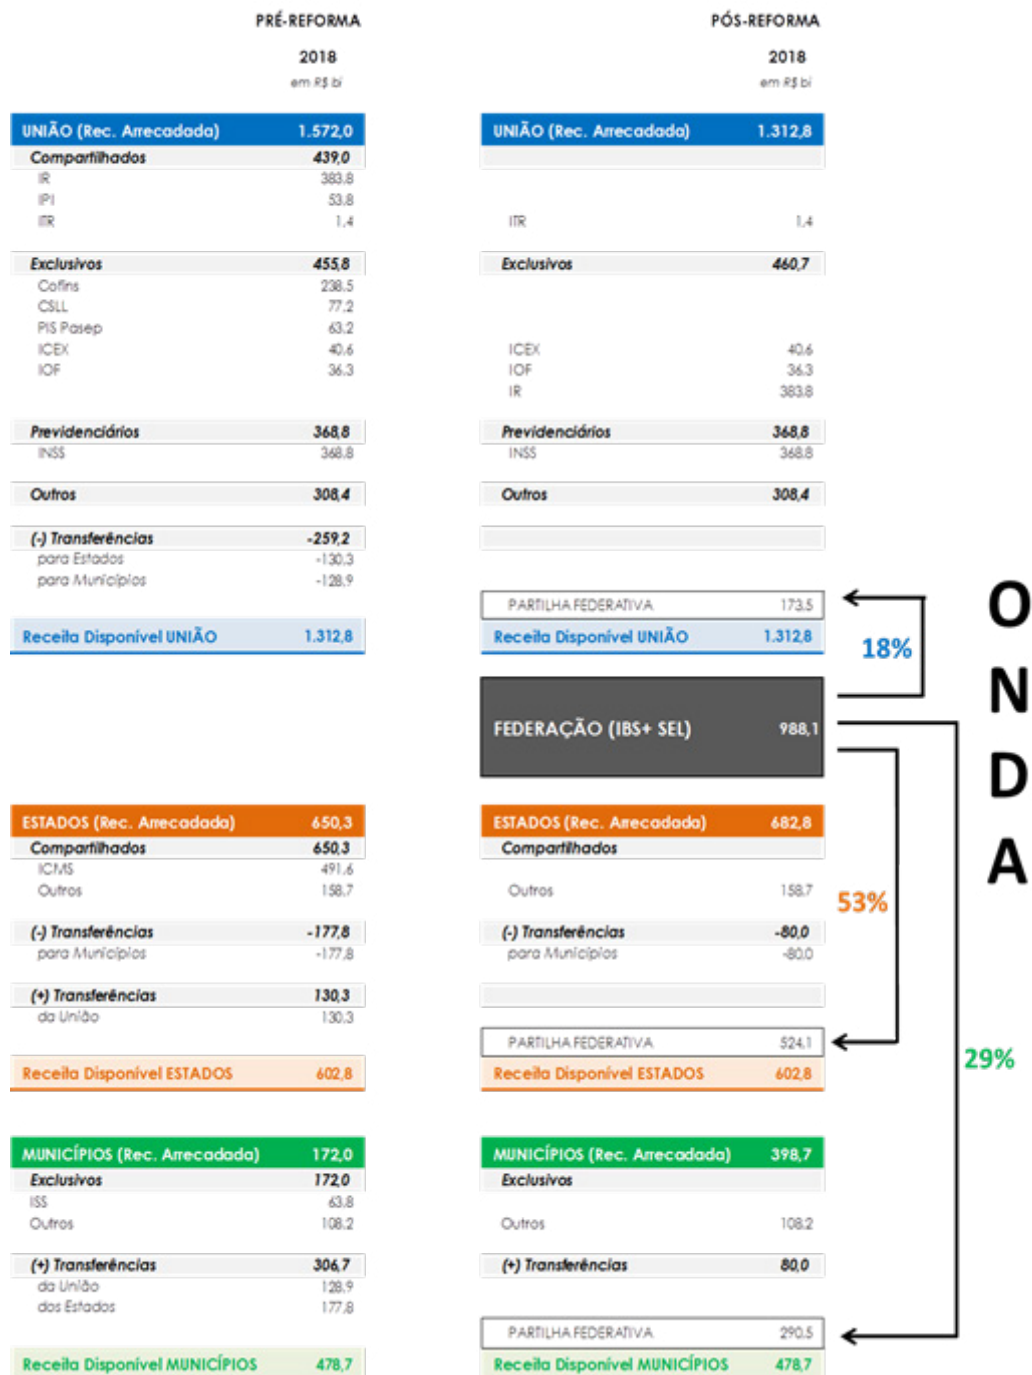 PRÉ-REFORMA PÓS-REFORMA
2018 2018
em R$ bi em R$ bi
UNIÃO (Rec. Arrecadada) 1.572,0 UNIÃO (Rec. Arrecadada) 1.312,8
Compartilhados 439,0
IR 383,8
IPI 53,8
ITR 1,4 ITR 1,4
Exclusivos 455,8 Exclusivos 460,7
Cofins 238,5
CSLL 77,2
PIS Pasep 63,2
ICEX 40,6 ICEX 40,6
IOF 36,3 IOF 36,3
IR 383,8
Previdenciários 368,8 Previdenciários 368,8
INSS 368,8 INSS 368,8
Outros 308,4 Outros 308,4
(-) Transferências -259,2
para Estados -130,3
para Municípios -128,9
PARTILHA FEDERATIVA 173,5
Receita Disponível UNIÃO 1.312,8 Receita Disponível UNIÃO 1.312,8
18%
FEDERAÇÃO (IBS+ SEL) 988,1
ONDA
ESTADOS (Rec. Arrecadada) 650,3 ESTADOS (Rec. Arrecadada) 682,8
Compartilhados 650,3 Compartilhados
ICMS 491,6
Outros 158,7 Outros 158,7
53%
(-) Transferências -177,8 (-) Transferências -80,0
para Municípios -177,8 para Municípios -80,0
(+) Transferências 130,3
da União 130,3
PARTILHA FEDERATIVA 524,1
29%
Receita Disponível ESTADOS 602,8 Receita Disponível ESTADOS 602,8
MUNICÍPIOS (Rec. Arrecadada) 172,0 MUNICÍPIOS (Rec. Arrecadada) 398,7
Exclusivos 172,0 Exclusivos
ISS 63,8
Outros 108,2 Outros 108,2
(+) Transferências 306,7 (+) Transferências 80,0
da União 128,9
dos Estados 177,8
PARTILHA FEDERATIVA 290,5
Receita Disponível MUNICÍPIOS 478,7 Receita Disponível MUNICÍPIOS 478,7